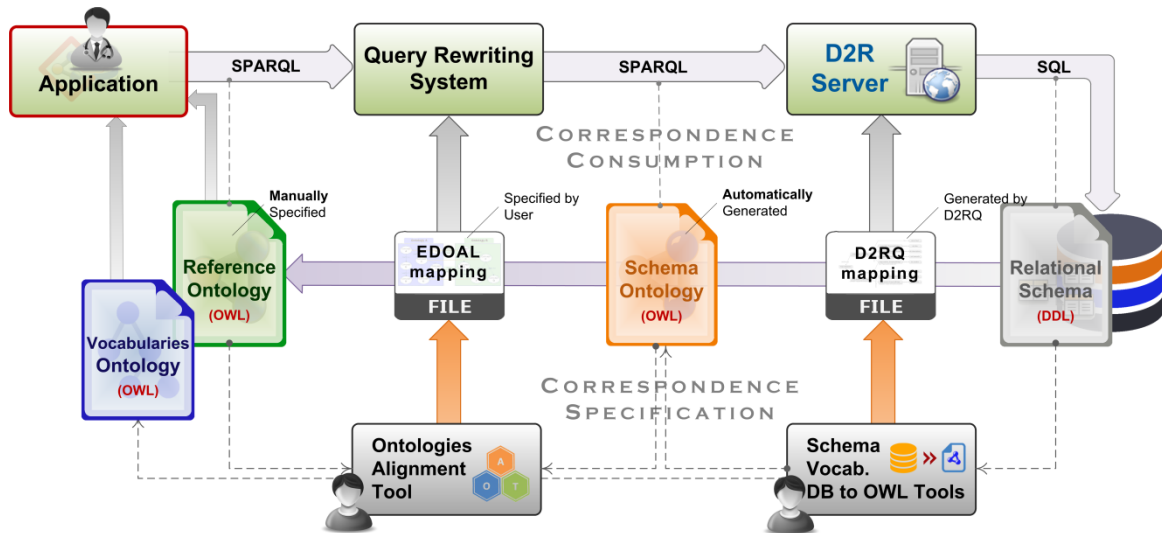 Application
SPARQL
Query Rewriting
System
SPARQL
D2R
Server
SQL
CORRESPONDENCE
CONSUMPTION
Manually
Specified
Specified by
User
Automatically
Generated
Generated by
D2RQ
Reference
Ontology
(OWL)
EDOAL
mapping
FILE
Schema
Ontology
(OWL)
D2RQ
mapping
FILE
Relational
Schema
(DDL)
Vocabularies
Ontology
(OWL)
CORRESPONDENCE
SPECIFICATION
Ontologies
Alignment
Tool
A
O
T
Schema
Vocab.
DB to OWL Tools